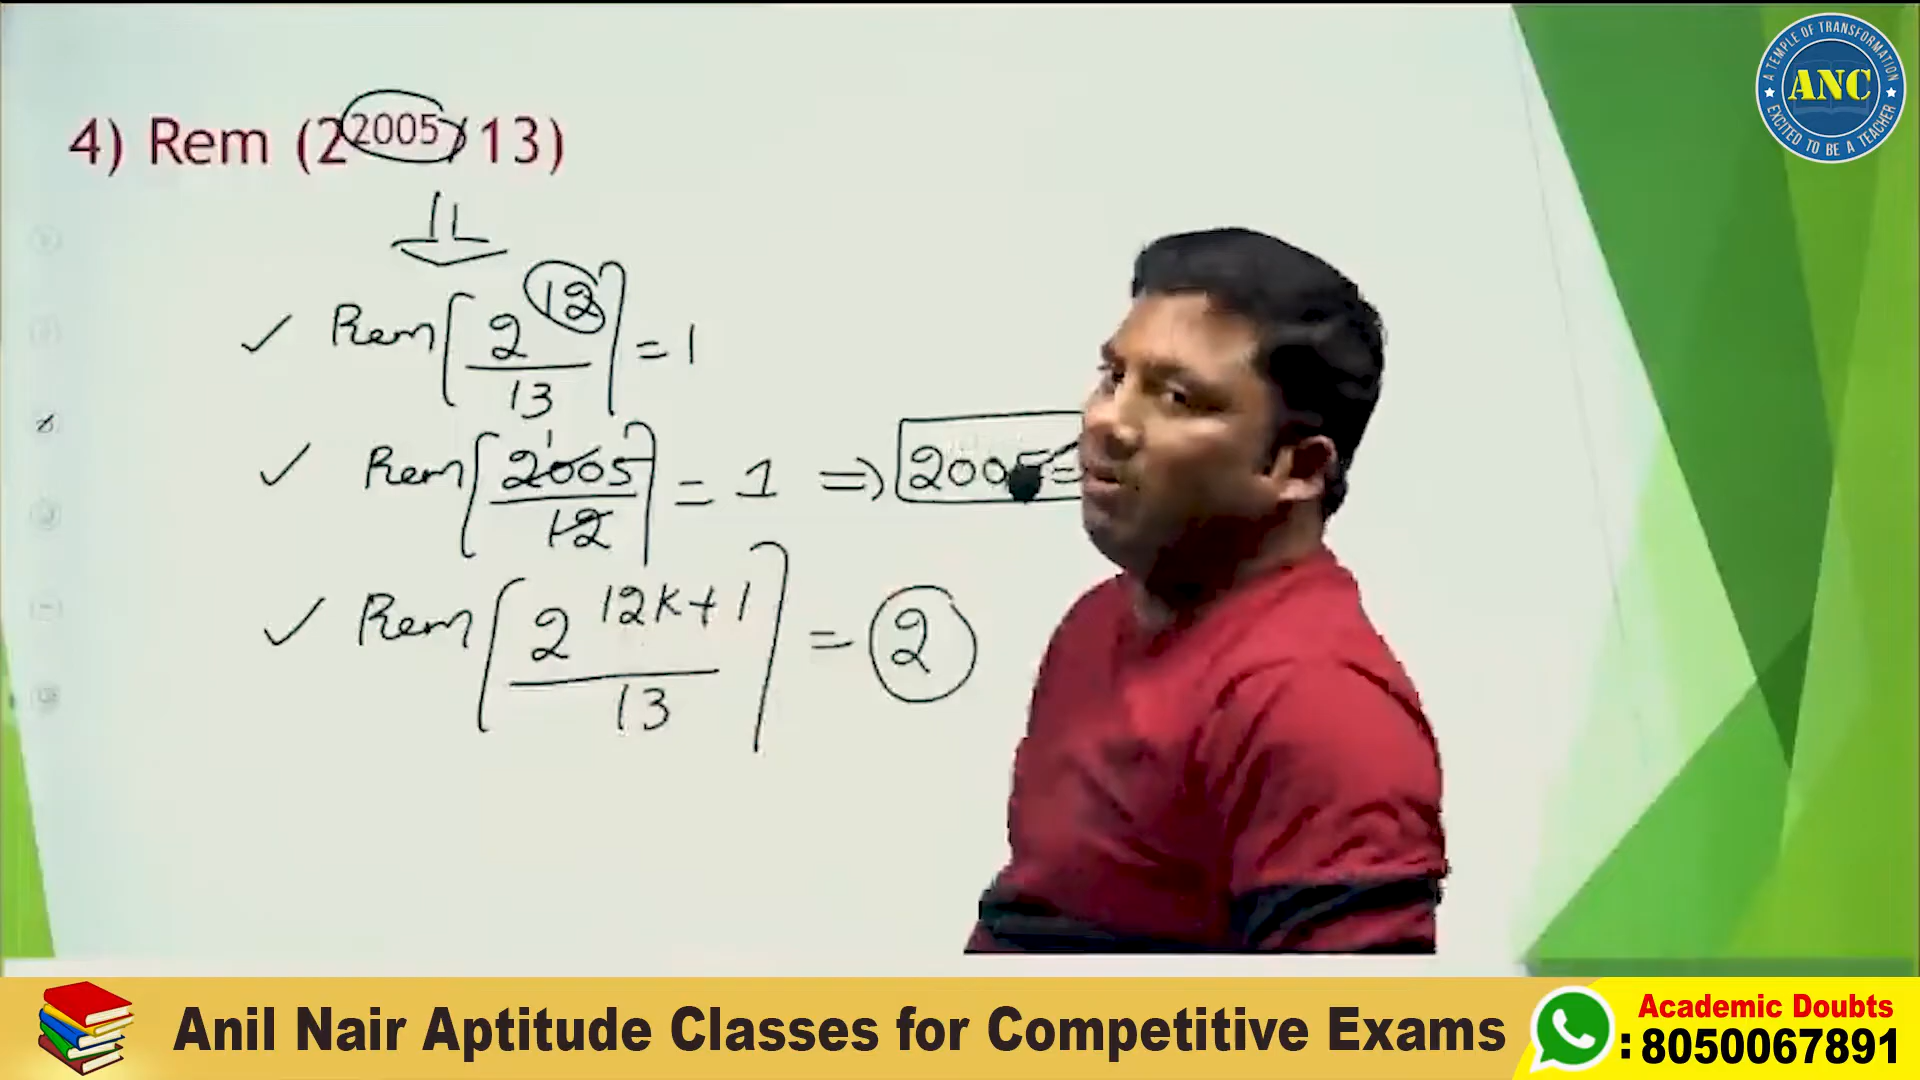 4) Rem (2^2005 / 13)
✓ Rem[2^12/13] = 1
✓ Rem[2005/12] = 1 ⇒ 2005 =
1
✓ Rem[2^(12k+1)/13] = 2
A TEMPLE OF TRANSFORMATION
ANC
EXCITED TO BE A TEACHER
Anil Nair Aptitude Classes for Competitive Exams
Academic Doubts
: 8050067891